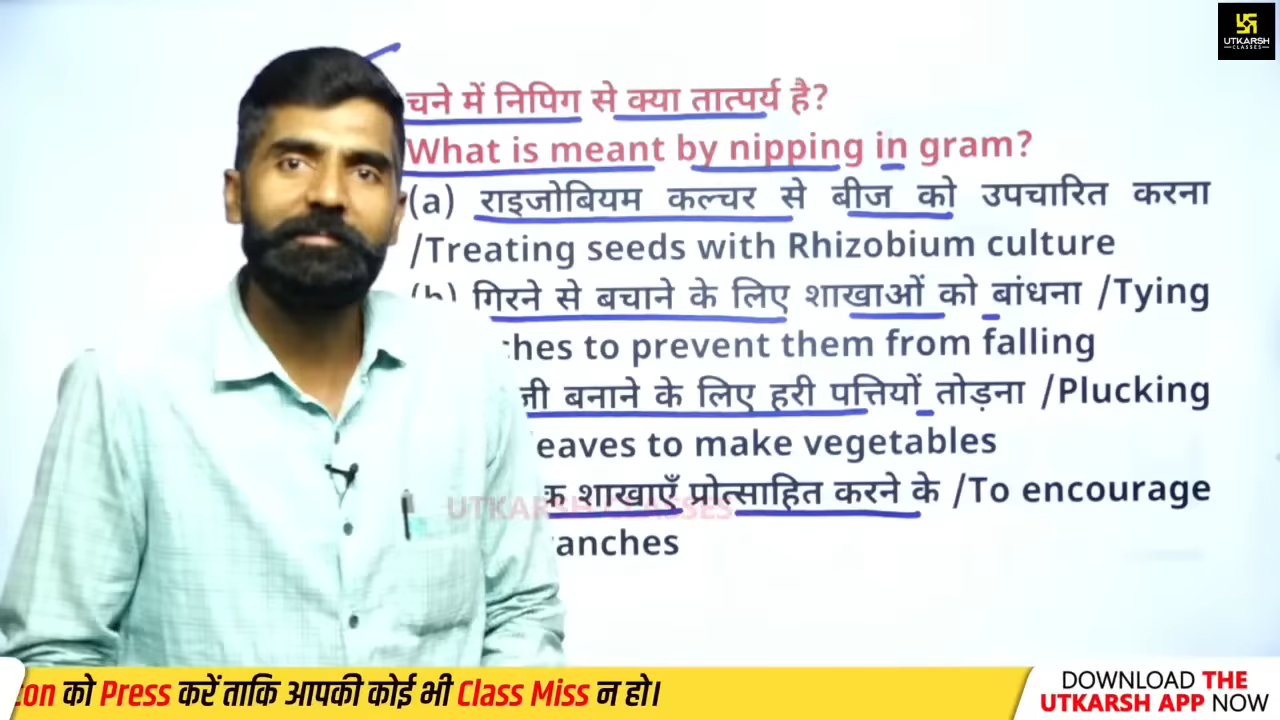 UTKARSH
CLASSES
चने में निपिग से क्या तात्पर्य है?
What is meant by nipping in gram?
(a) राइजोबियम कल्चर से बीज को उपचारित करना
/Treating seeds with Rhizobium culture
गिरने से बचाने के लिए शाखाओं को बांधना /Tying
to prevent them from falling
बनाने के लिए हरी पत्तियों तोड़ना /Plucking
leaves to make vegetables
शाखाएँ प्रोत्साहित करने के /To encourage
UTKARSH CLASSES
को Press करें ताकि आपकी कोई भी Class Miss न हो।
DOWNLOAD THE
UTKARSH APP NOW